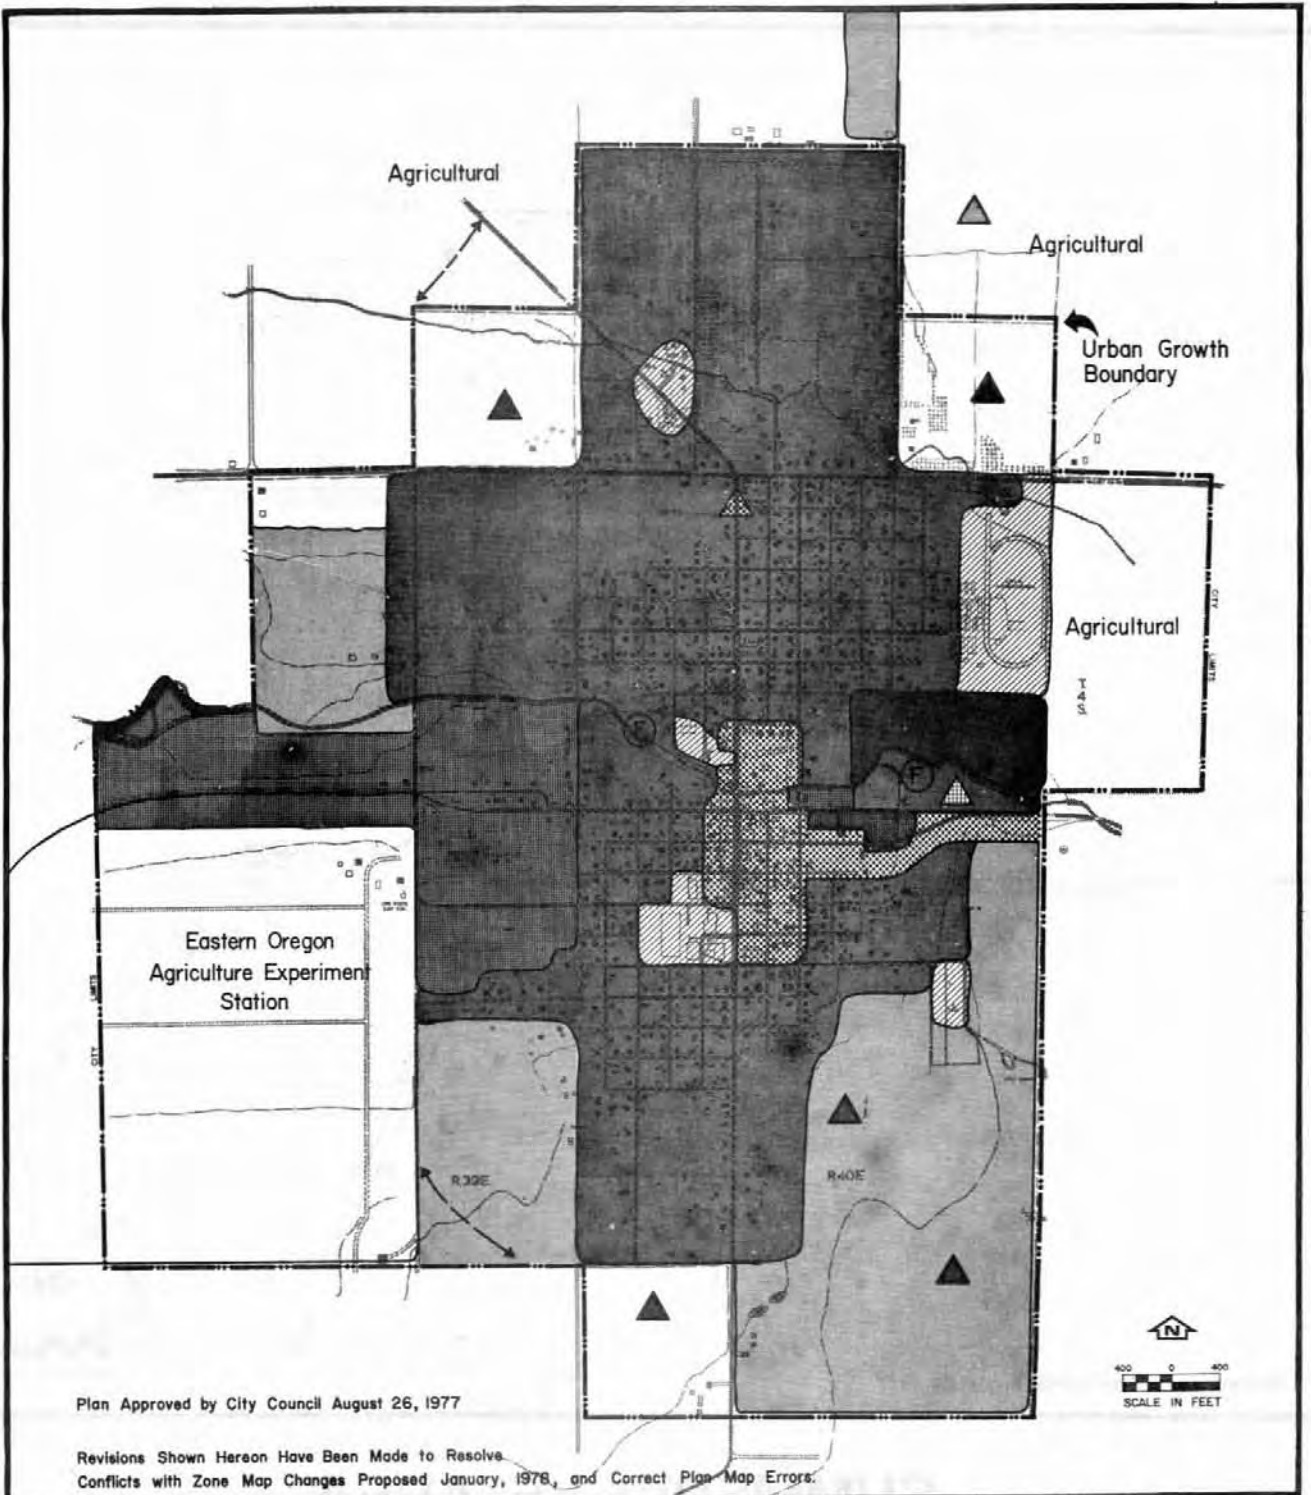 Agricultural
Agricultural
Urban Growth
Boundary
CITY
LIMITS
Agricultural
T4S
F
Eastern Oregon
Agriculture Experiment
Station
LIMITS
CITY
R39E
R40E
N
400 0 400
SCALE IN FEET
Plan Approved by City Council August 26, 1977
Revisions Shown Hereon Have Been Made to Resolve
Conflicts with Zone Map Changes Proposed January, 1978, and Correct Plan Map Errors.